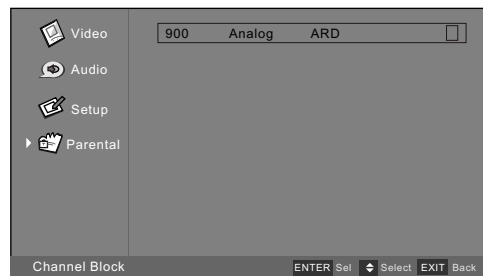 Video
Audio
Setup
Parental
900 Analog ARD
Channel Block
ENTER Sel Select EXIT Back